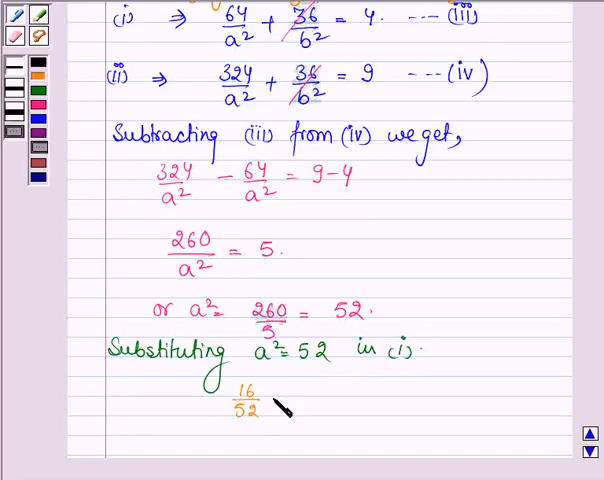 (i) ⇒ 64/a² + 36/b² = 4. ---(iii)
(ii) ⇒ 324/a² + 36/b² = 9 ---(iv)
Subtracting (iii) from (iv) we get,
324/a² - 64/a² = 9-4
260/a² = 5.
or a² = 260/5 = 52.
Substituting a² = 52 in (i).
16/52